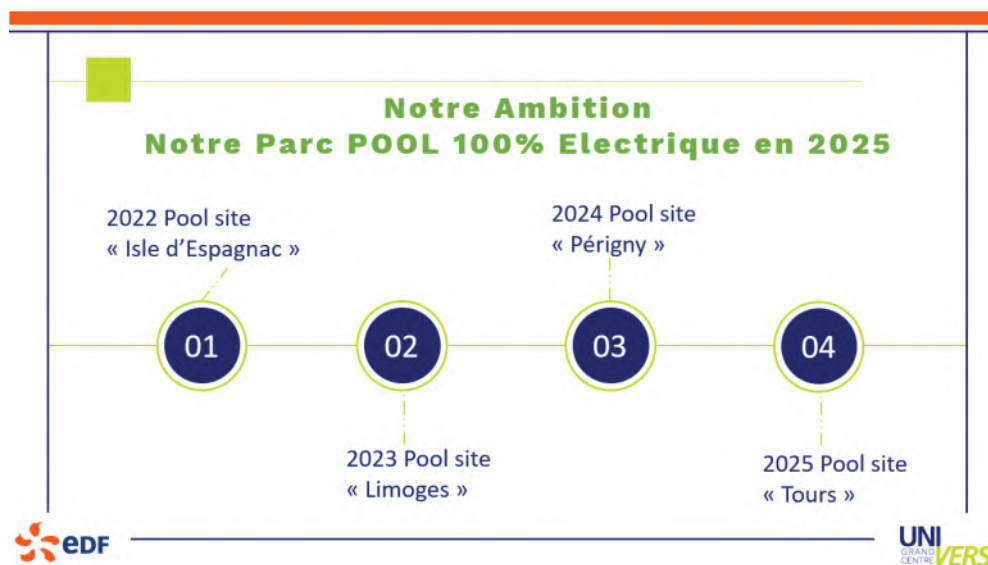 Notre Ambition
Notre Parc POOL 100% Electrique en 2025
2022 Pool site
« Isle d’Espagnac »
2024 Pool site
« Périgny »
01
02
03
04
2023 Pool site
« Limoges »
2025 Pool site
« Tours »
eDF
UNI
GRAND
CENTRE
VERS